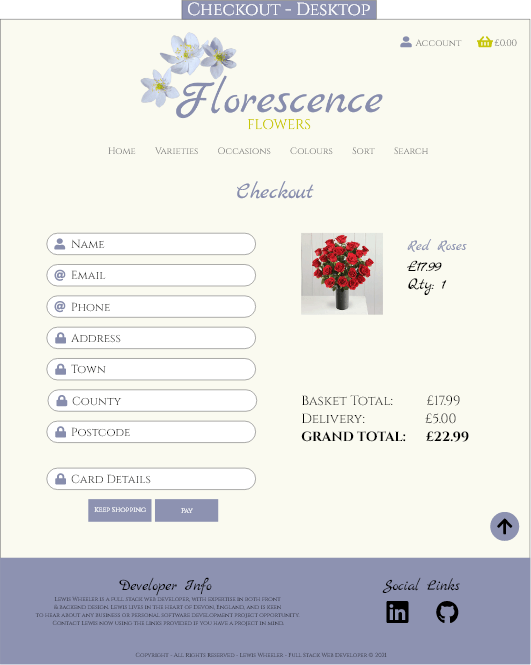 Checkout - Desktop
Account £0.00
Florescence
FLOWERS
Home Varieties Occasions Colours Sort Search
Checkout
Name
Email
Phone
Address
Town
County
Postcode
Card Details
Keep Shopping Pay
Red Roses
£17.99
Qty: 1
Basket Total: £17.99
Delivery: £5.00
GRAND TOTAL: £22.99
Developer Info
Lewis Wheeler is a full stack web developer, with expertise in both front
& backend design. Lewis lives in the heart of Devon, England, and is keen
to hear about any business or personal software development project opportunity.
Contact Lewis now using the links provided if you have a project in mind.
Social Links
Copyright - All Rights Reserved - Lewis Wheeler - Full Stack Web Developer © 2021